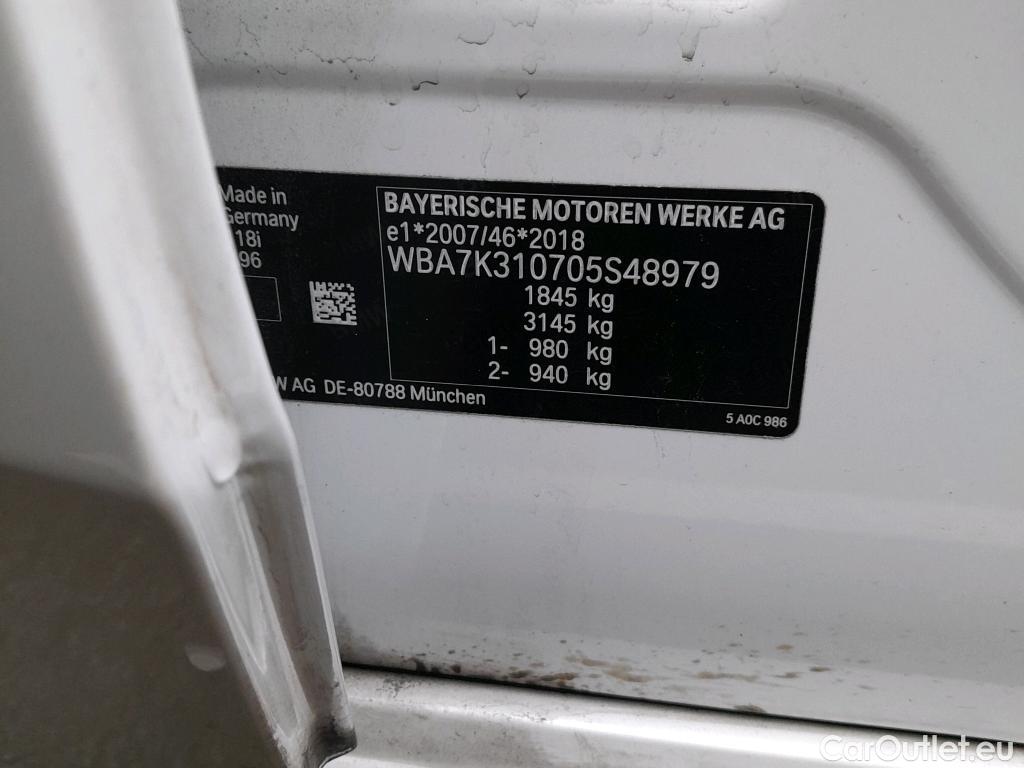 Made in
Germany
18i
96
BAYERISCHE MOTOREN WERKE AG
e1*2007/46*2018
WBA7K310705S48979
1845 kg
3145 kg
1- 980 kg
2- 940 kg
W AG DE-80788 München
5 A0C 986
CarOutlet.eu